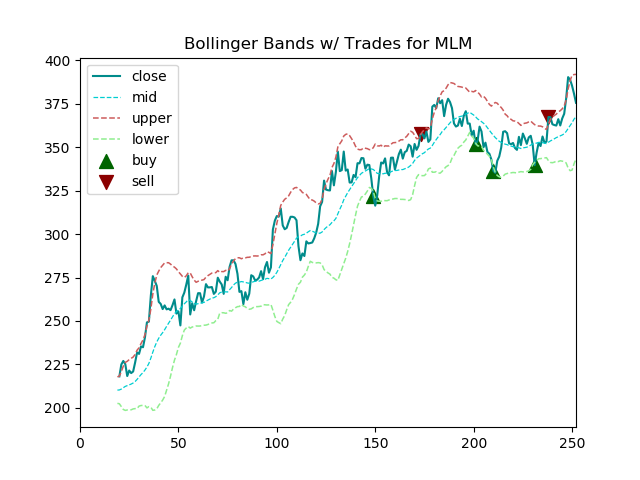 Bollinger Bands w/ Trades for MLM
400
375
350
325
300
275
250
225
200
close
mid
upper
lower
buy
sell
0 50 100 150 200 250